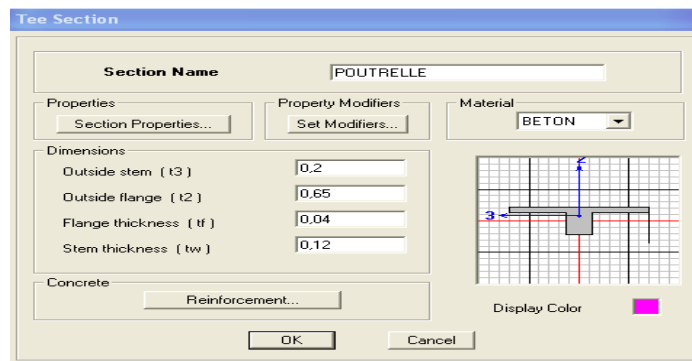 Tee Section
Section Name POUTRELLE
Properties Property Modifiers Material
Section Properties... Set Modifiers... BETON
Dimensions
Outside stem ( t3 ) 0,2
Outside flange ( t2 ) 0,65
Flange thickness ( tf ) 0,04
Stem thickness ( tw ) 0,12
2
3
Concrete
Reinforcement...
Display Color
OK Cancel